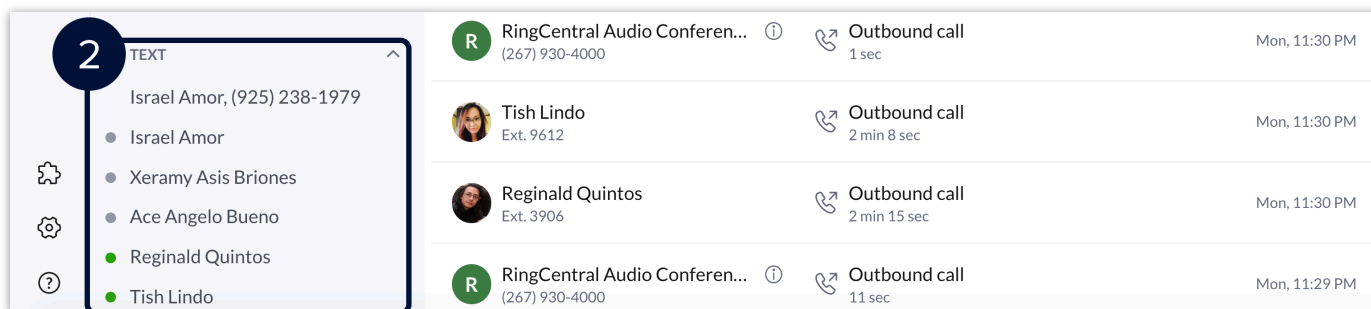 2
TEXT
Israel Amor, (925) 238-1979
Israel Amor
Xeramy Asis Briones
Ace Angelo Bueno
Reginald Quintos
Tish Lindo
R
RingCentral Audio Conferen...
(267) 930-4000
Outbound call
1 sec
Mon, 11:30 PM
Tish Lindo
Ext. 9612
Outbound call
2 min 8 sec
Mon, 11:30 PM
Reginald Quintos
Ext. 3906
Outbound call
2 min 15 sec
Mon, 11:30 PM
R
RingCentral Audio Conferen...
(267) 930-4000
Outbound call
11 sec
Mon, 11:29 PM